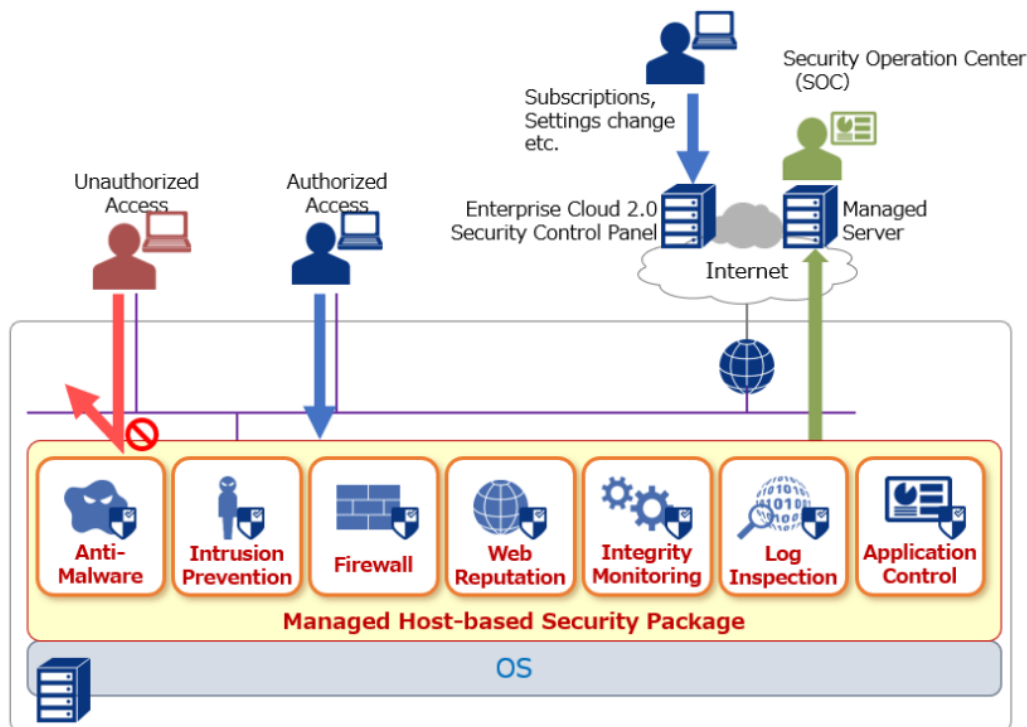 Security Operation Center
(SOC)
Subscriptions,
Settings change
etc.
Unauthorized
Access
Authorized
Access
Enterprise Cloud 2.0
Security Control Panel
Managed
Server
Internet
Anti-
Malware
Intrusion
Prevention
Firewall
Web
Reputation
Integrity
Monitoring
010101
Log
Inspection
Application
Control
Managed Host-based Security Package
OS